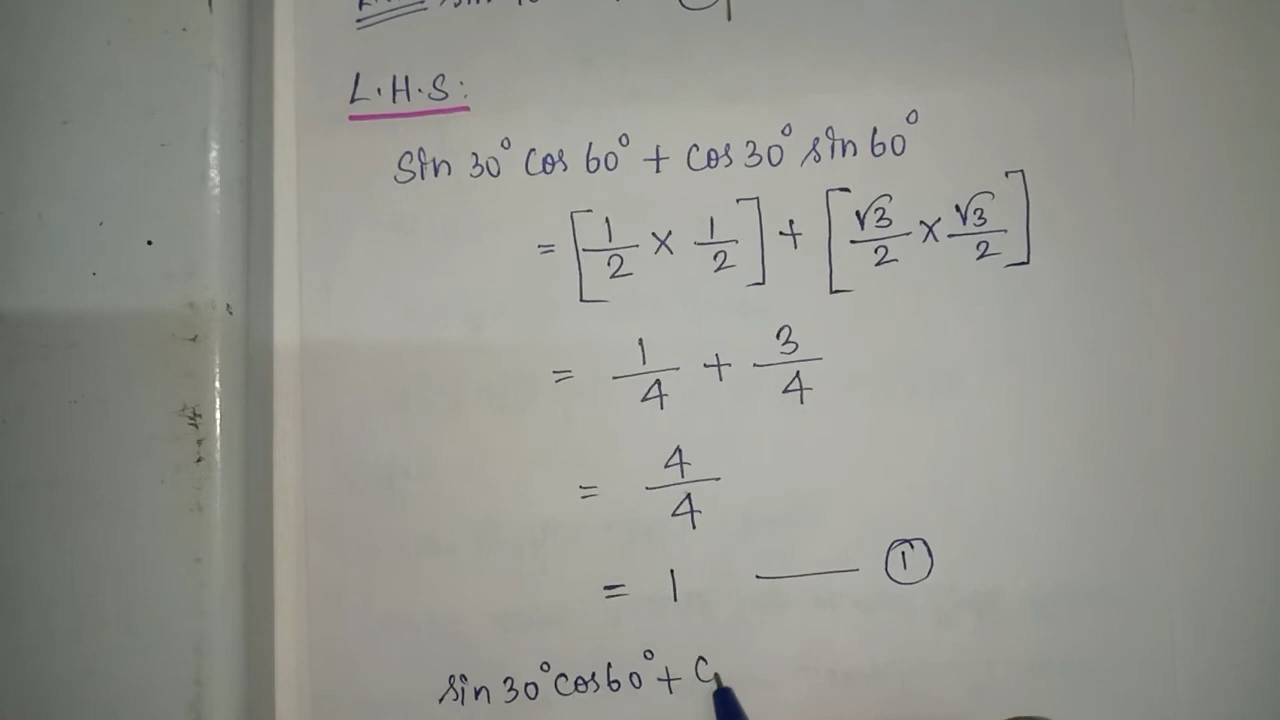 L.H.S:
sin 30° cos 60° + cos 30° sin 60°
= [1/2 × 1/2] + [√3/2 × √3/2]
= 1/4 + 3/4
= 4/4
= 1 —— ①
sin 30° cos 60° + c